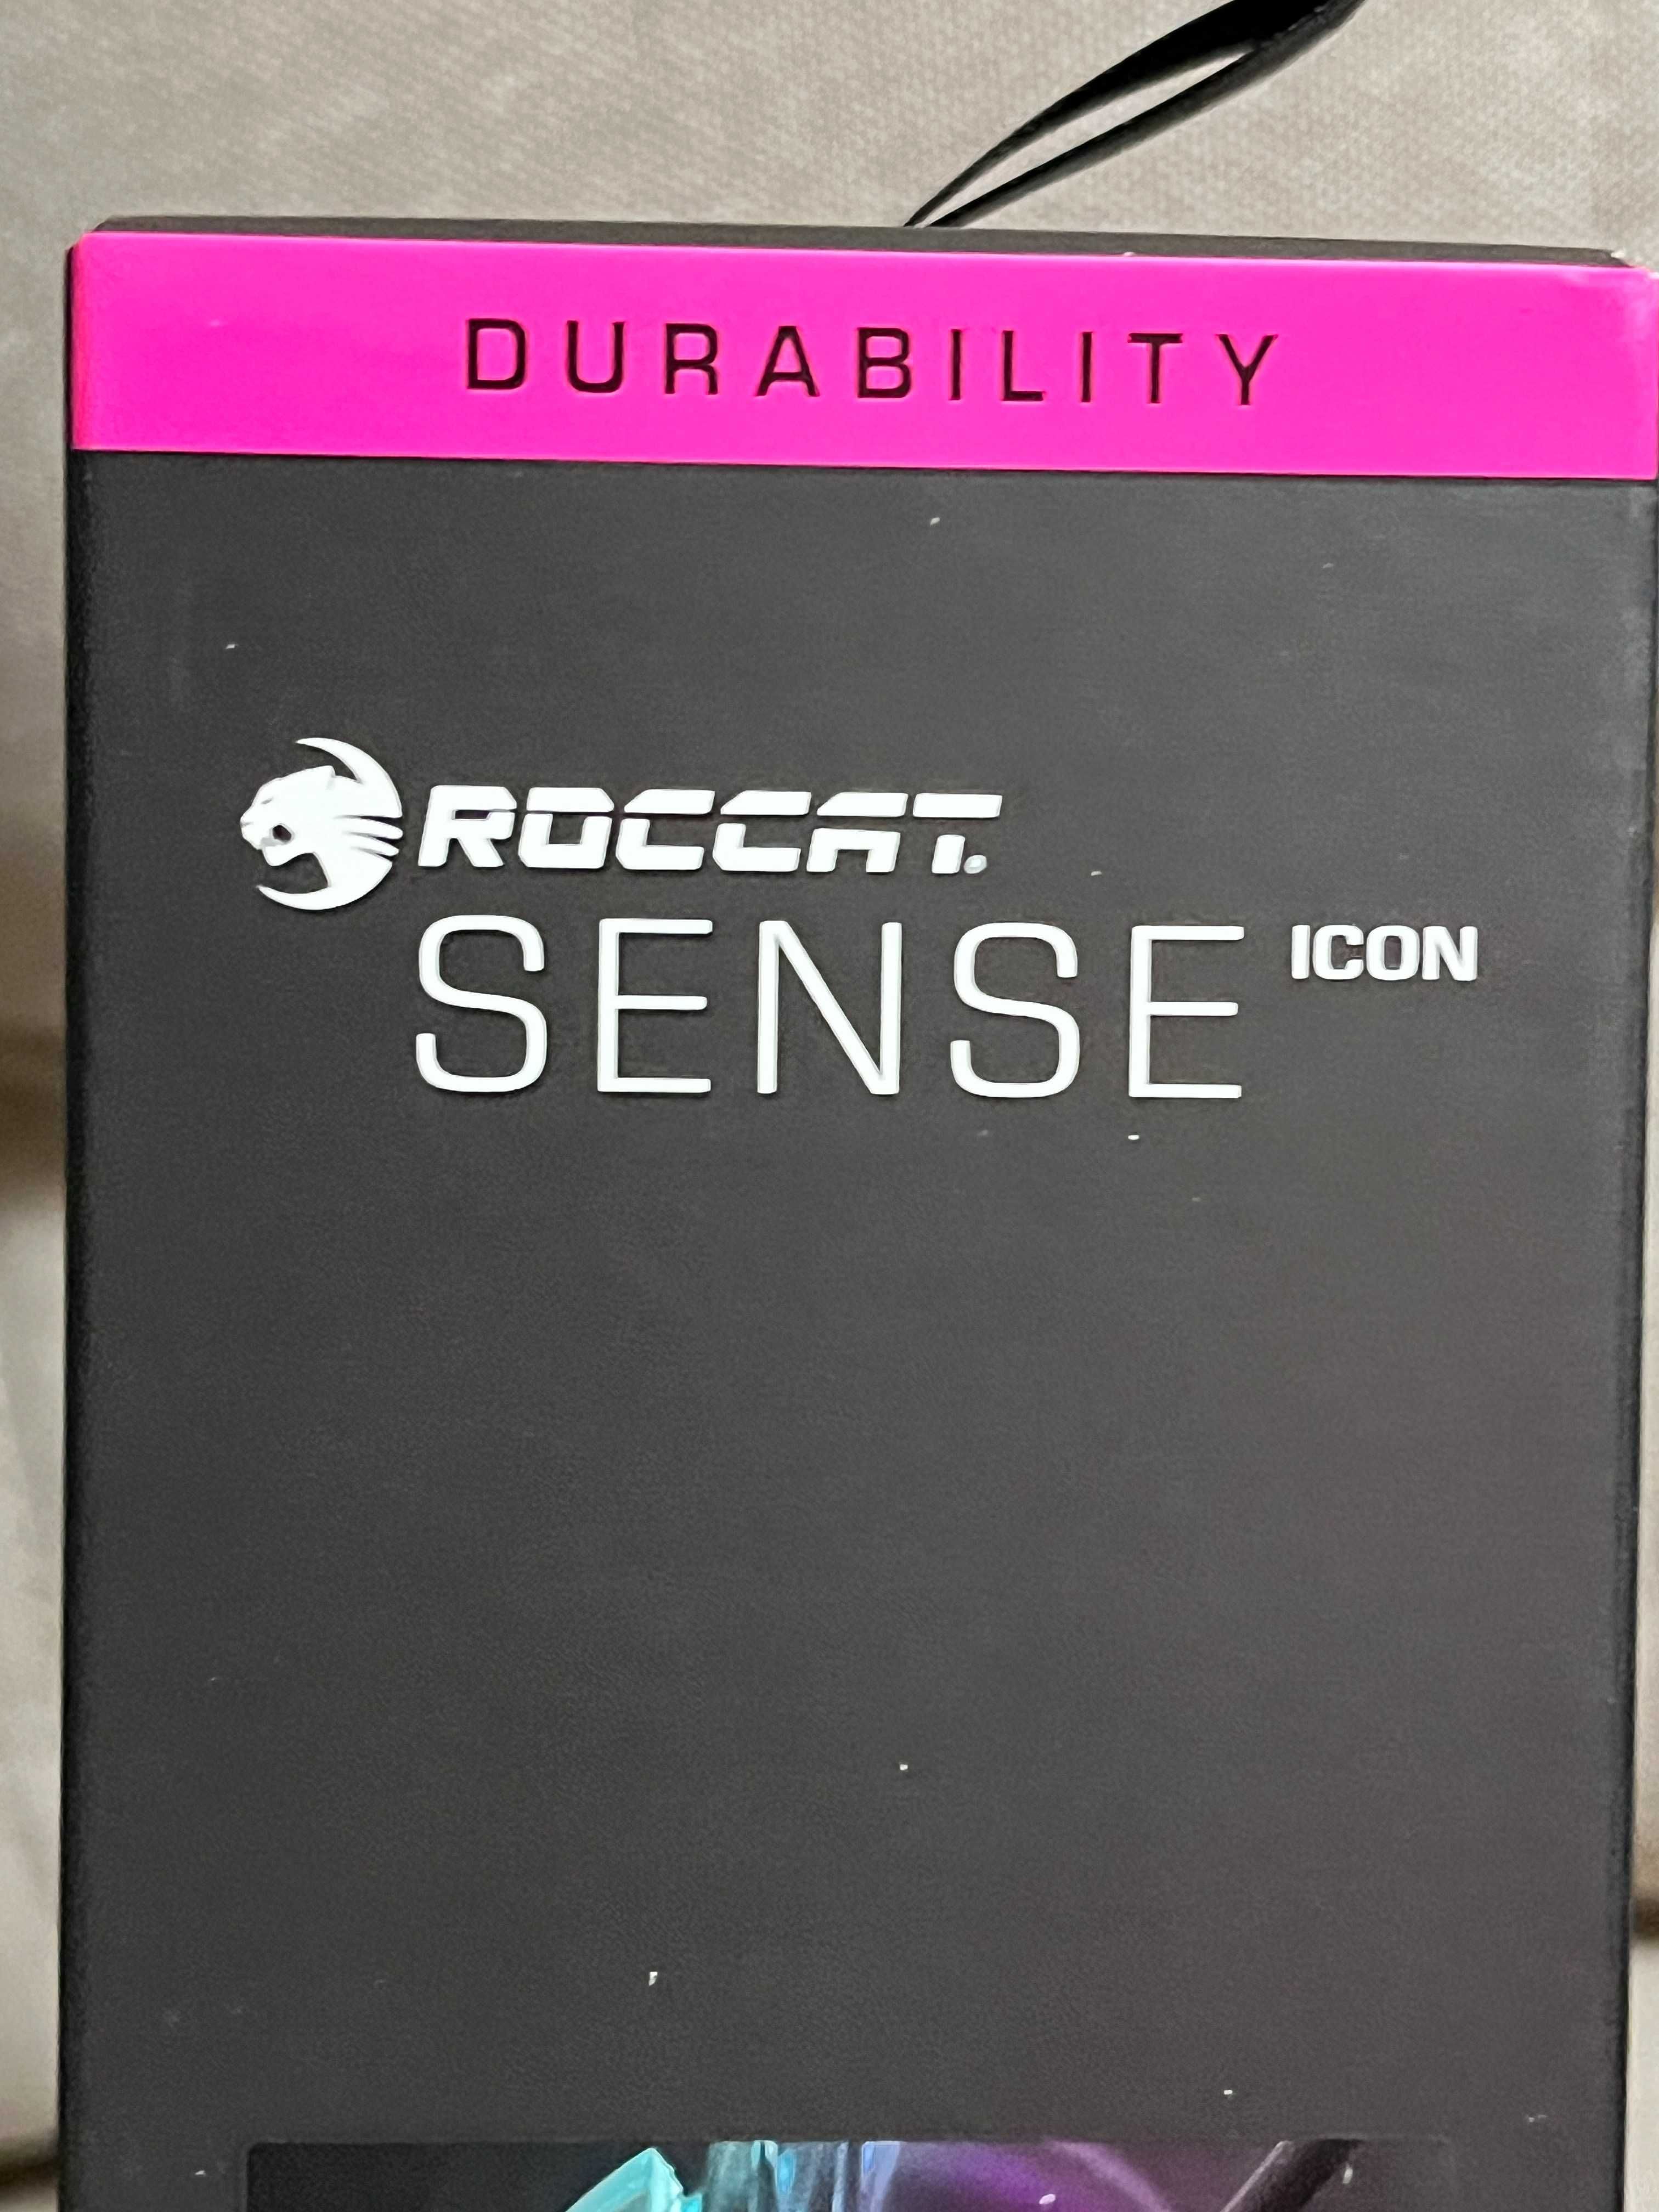 DURABILITY
ROCCAT
SENSE ICON